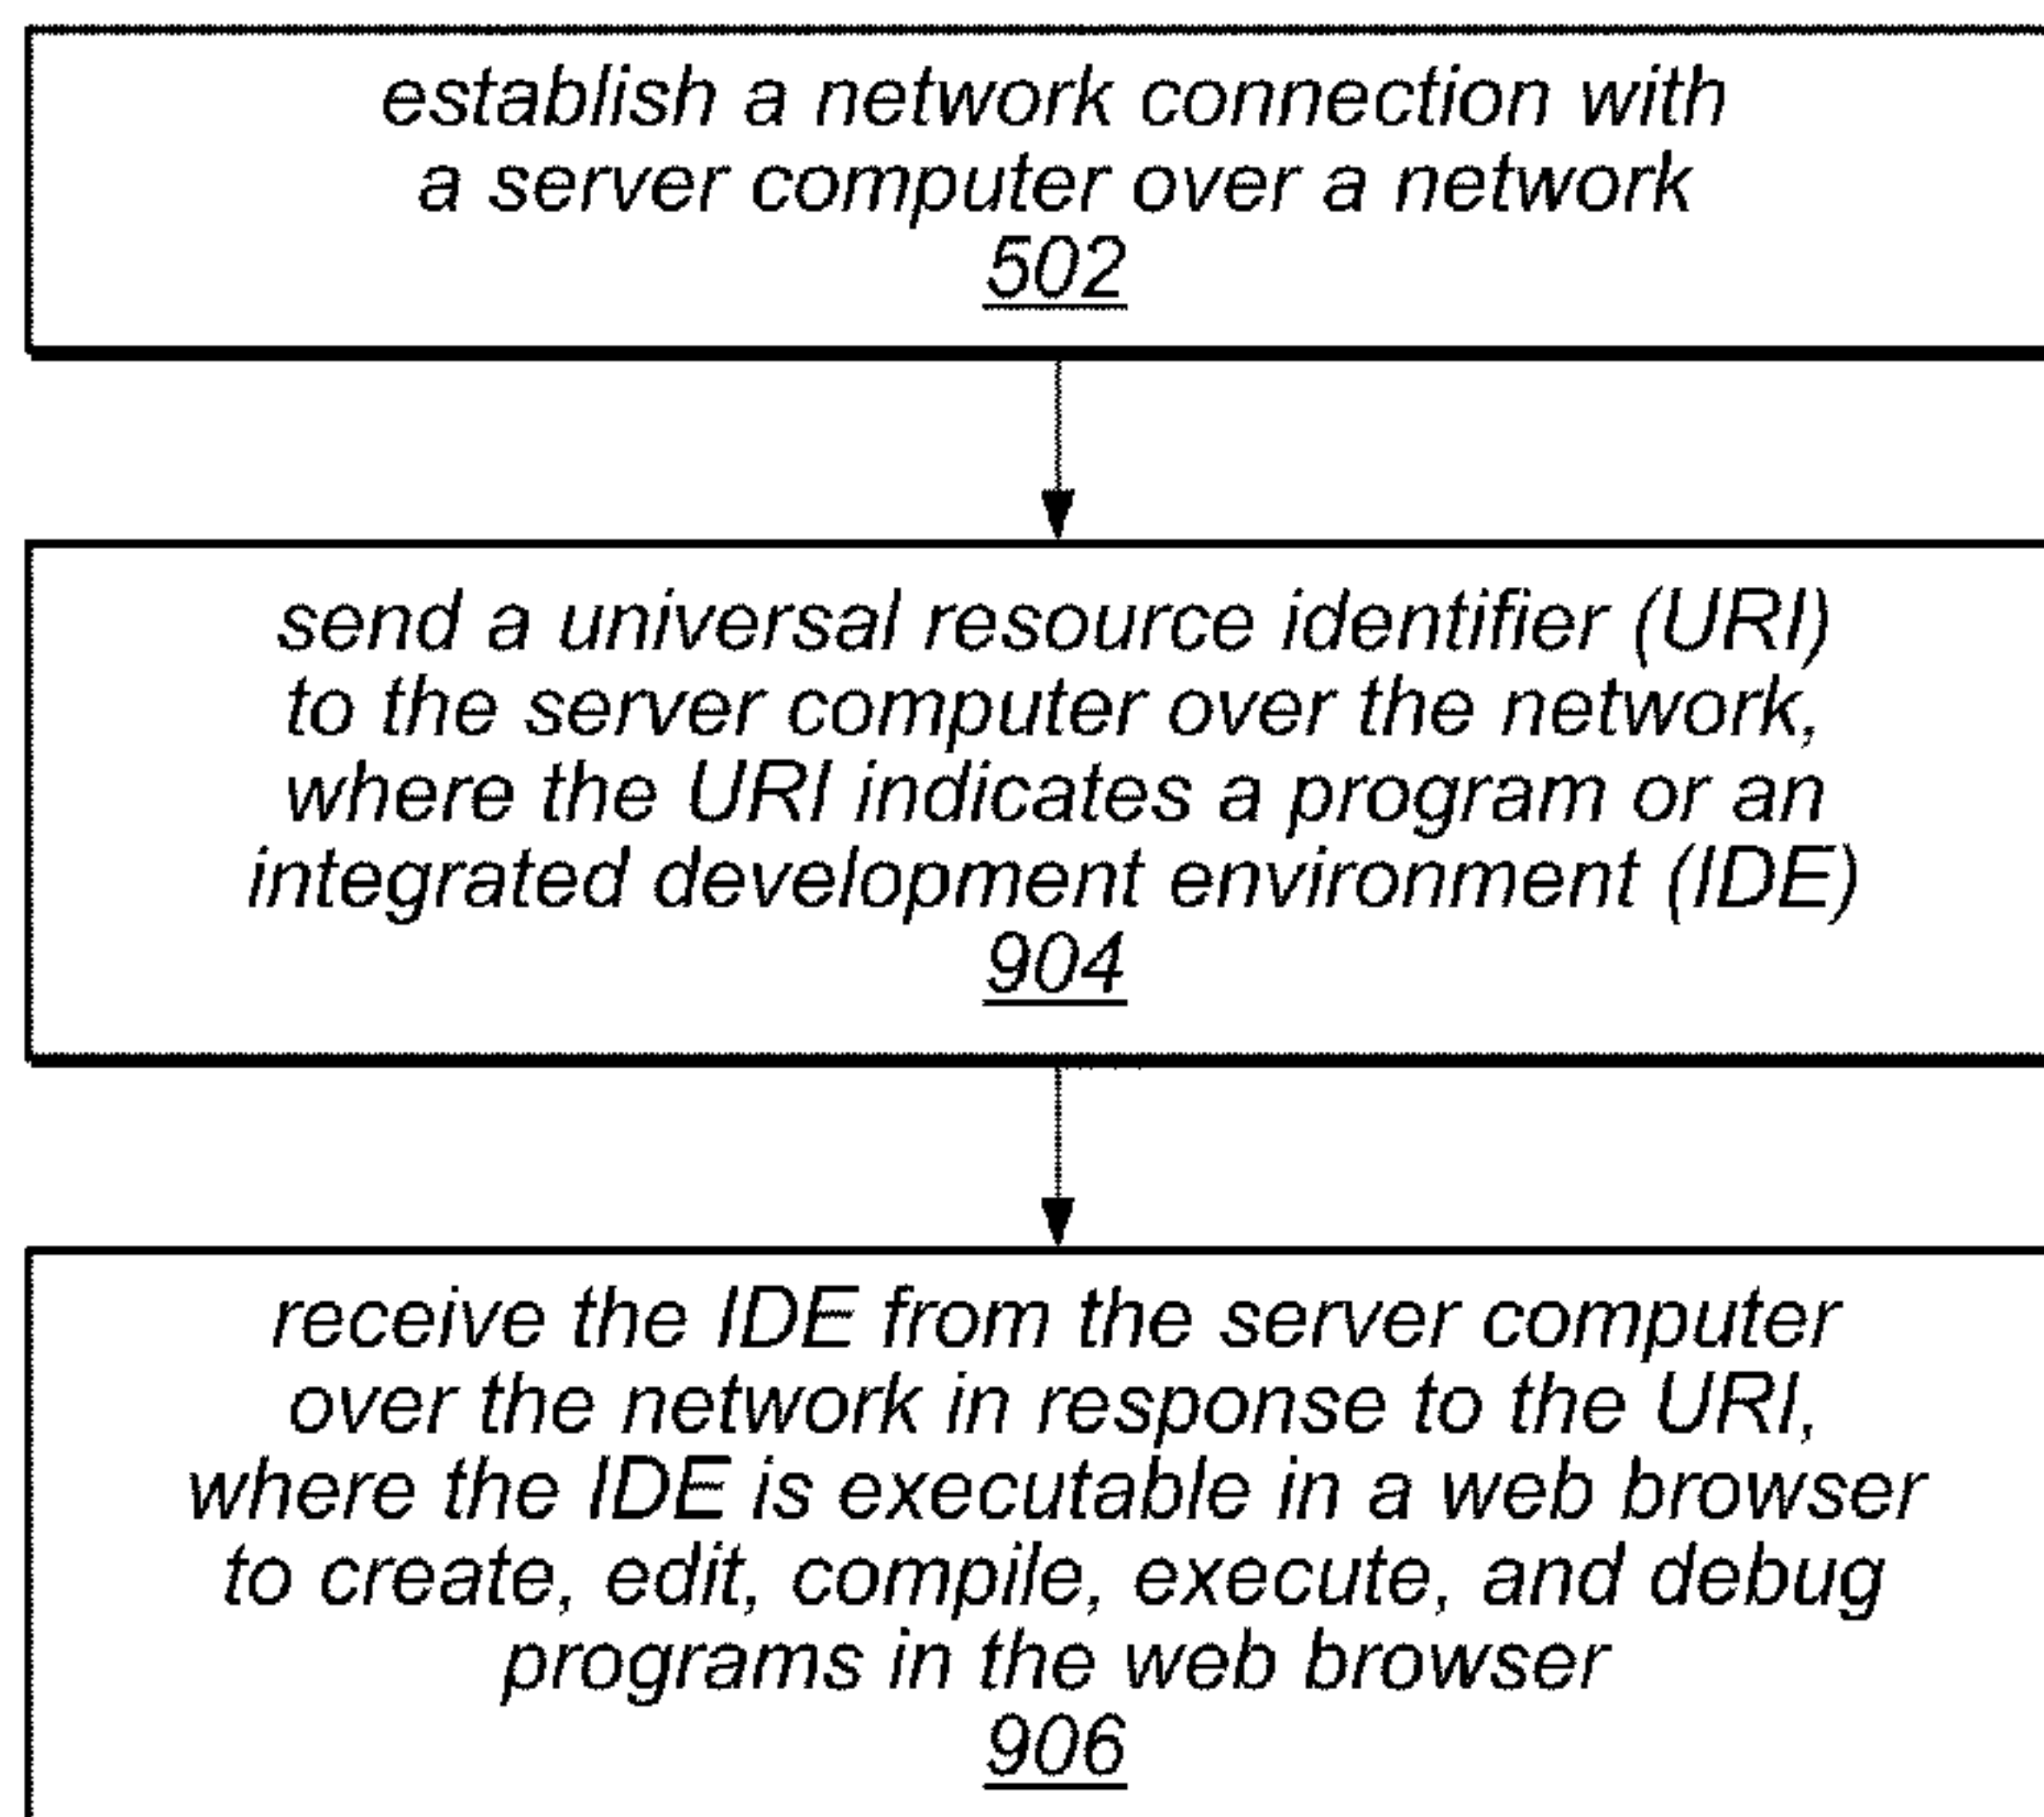 establish a network connection with
a server computer over a network
502
send a universal resource identifier (URI)
to the server computer over the network,
where the URI indicates a program or an
integrated development environment (IDE)
904
receive the IDE from the server computer
over the network in response to the URI,
where the IDE is executable in a web browser
to create, edit, compile, execute, and debug
programs in the web browser
906